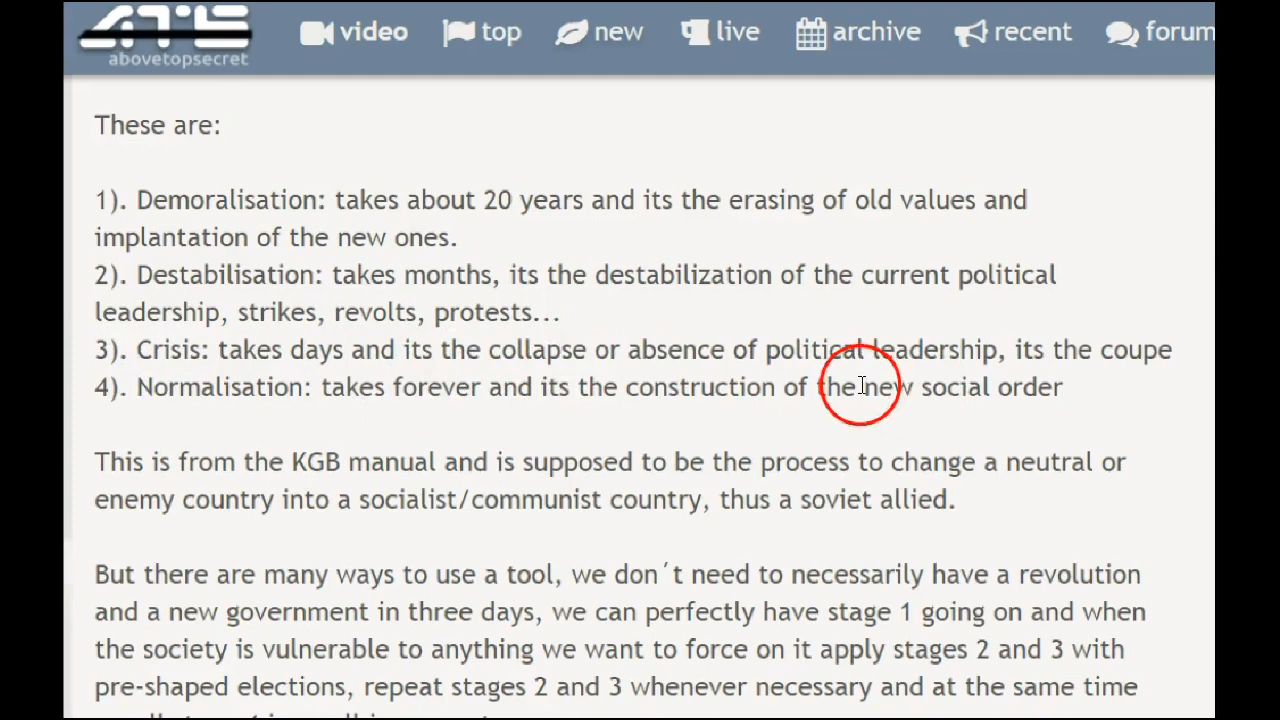 ATS video top new live archive recent forum
abovetopsecret
These are:
1). Demoralisation: takes about 20 years and its the erasing of old values and
implantation of the new ones.
2). Destabilisation: takes months, its the destabilization of the current political
leadership, strikes, revolts, protests...
3). Crisis: takes days and its the collapse or absence of political leadership, its the coupe
4). Normalisation: takes forever and its the construction of the new social order
This is from the KGB manual and is supposed to be the process to change a neutral or
enemy country into a socialist/communist country, thus a soviet allied.
But there are many ways to use a tool, we don´t need to necessarily have a revolution
and a new government in three days, we can perfectly have stage 1 going on and when
the society is vulnerable to anything we want to force on it apply stages 2 and 3 with
pre-shaped elections, repeat stages 2 and 3 whenever necessary and at the same time